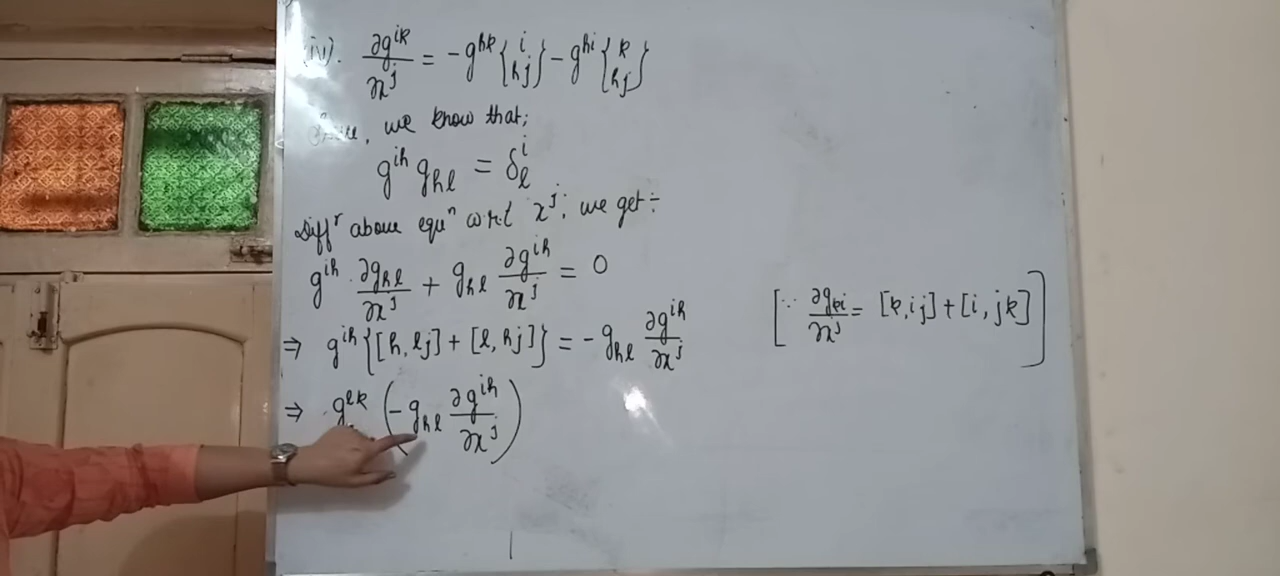 (iv). ∂g^{ik}/∂x^j = -g^{hk} {i hj} - g^{hi} {k hj}
we know that;
g^{ih} g_{hl} = δ^i_l
Diff^r above equ^n w.r.t x^j, we get :-
g^{ih} · ∂g_{hl}/∂x^j + g_{hl} ∂g^{ih}/∂x^j = 0
⇒ g^{ih} {[h, lj] + [l, hj]} = -g_{hl} ∂g^{ih}/∂x^j
[∵ ∂g_{ki}/∂x^j = [k, ij] + [i, jk]]
⇒ g^{lk} (-g_{hl} ∂g^{ih}/∂x^j)